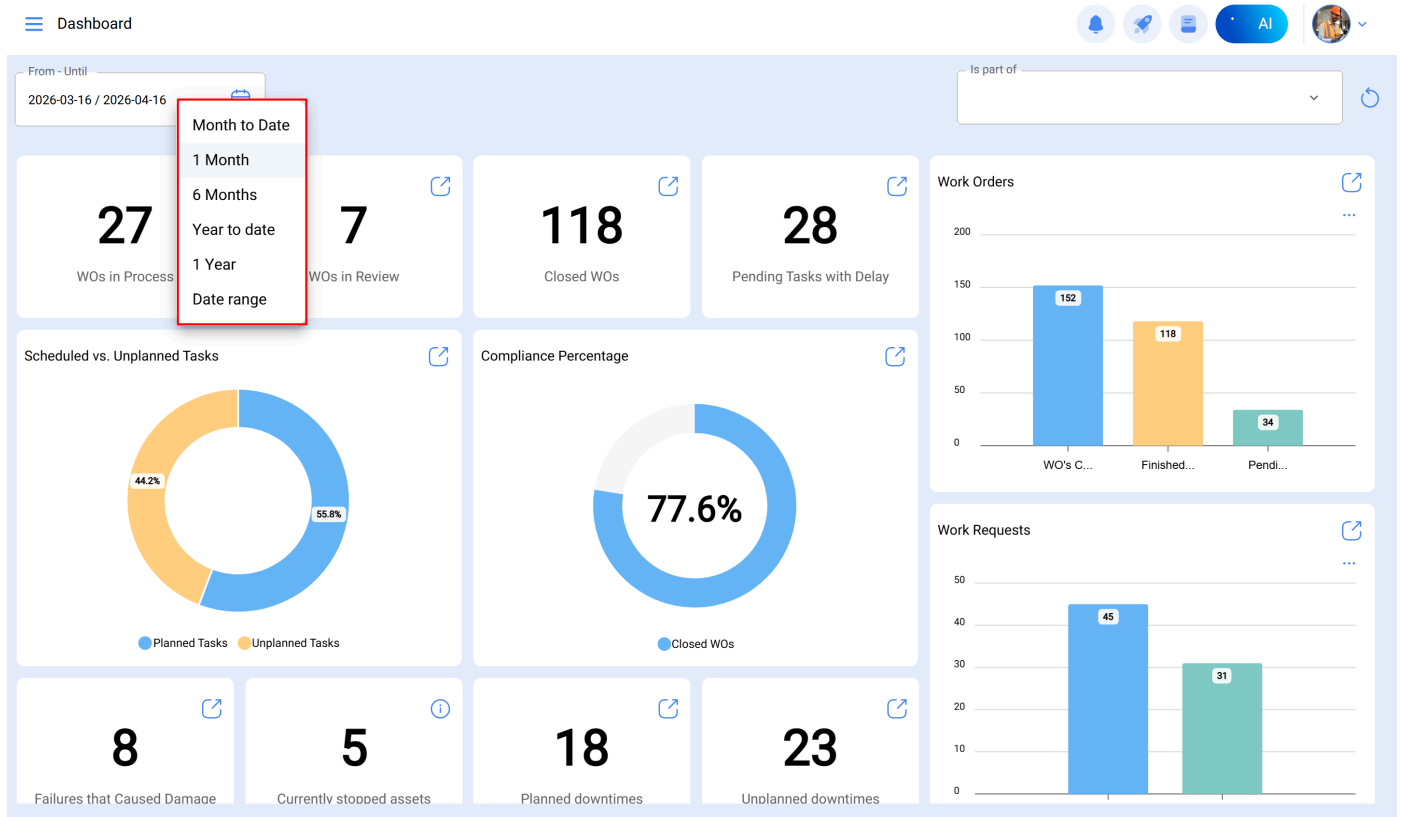 Dashboard
AI
From - Until
2026-03-16 / 2026-04-16
Is part of
Month to Date
1 Month
6 Months
Year to date
1 Year
Date range
27
WOs in Process
7
WOs in Review
118
Closed WOs
28
Pending Tasks with Delay
Work Orders
...
200
150
100
50
0
152
118
34
WO's C...
Finished...
Pendi...
Scheduled vs. Unplanned Tasks
44.2%
55.8%
Planned Tasks
Unplanned Tasks
Compliance Percentage
77.6%
Closed WOs
Work Requests
...
50
40
30
20
10
0
45
31
8
Failures that Caused Damage
5
Currently stopped assets
18
Planned downtimes
23
Unplanned downtimes